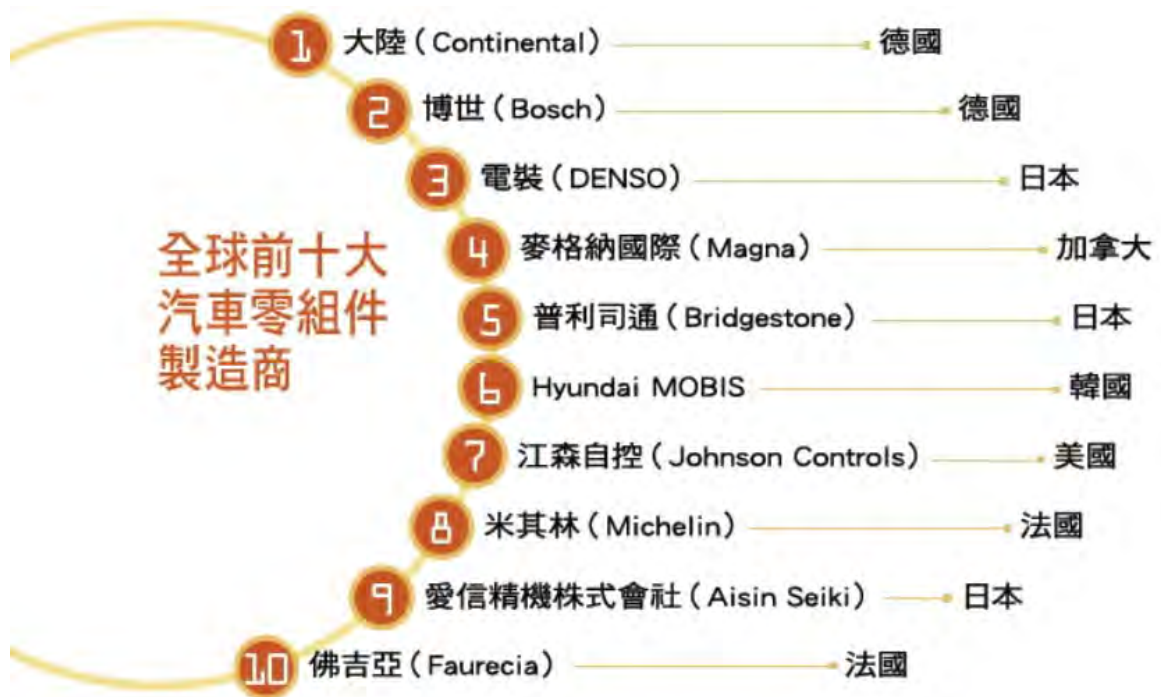 全球前十大
汽車零組件
製造商
1 大陸（Continental） 德國
2 博世（Bosch） 德國
3 電裝（DENSO） 日本
4 麥格納國際（Magna） 加拿大
5 普利司通（Bridgestone） 日本
6 Hyundai MOBIS 韓國
7 江森自控（Johnson Controls） 美國
8 米其林（Michelin） 法國
9 愛信精機株式會社（Aisin Seiki） 日本
10 佛吉亞（Faurecia） 法國